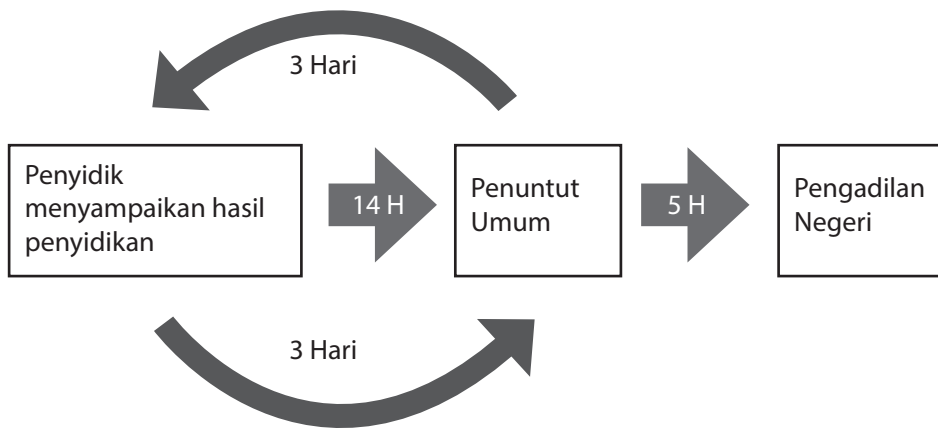 3 Hari
Penyidik
menyampaikan hasil
penyidikan
14 H
Penuntut
Umum
5 H
Pengadilan
Negeri
3 Hari